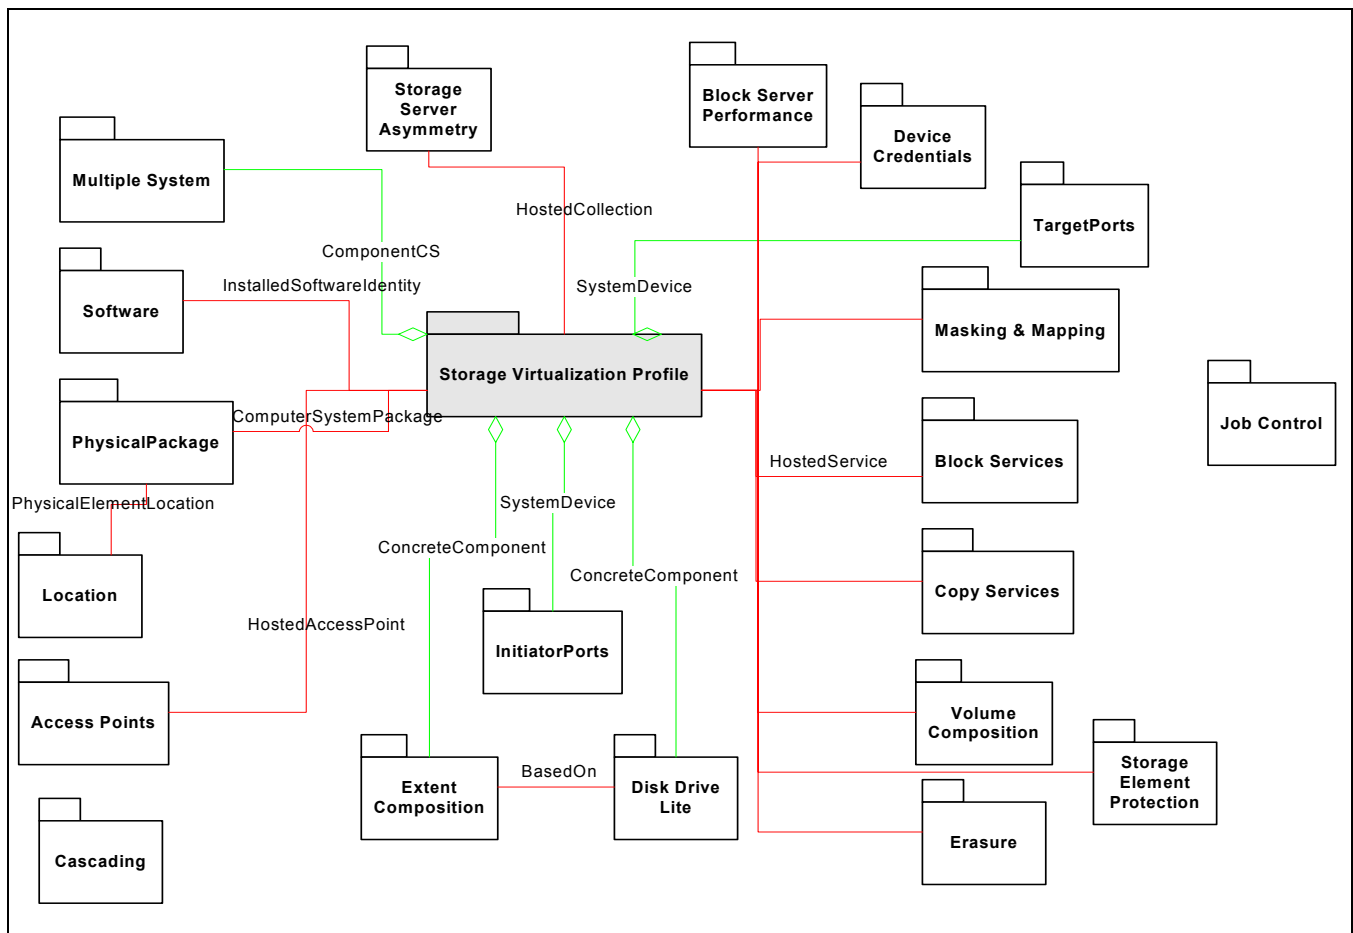 Storage
Server
Asymmetry
Block Server
Performance
Device
Credentials
Multiple System
HostedCollection
TargetPorts
ComponentCS
InstalledSoftwareIdentity
SystemDevice
Software
Masking & Mapping
Storage Virtualization Profile
ComputerSystemPackage
PhysicalPackage
Job Control
HostedService
Block Services
PhysicalElementLocation
SystemDevice
ConcreteComponent
ConcreteComponent
Location
Copy Services
HostedAccessPoint
InitiatorPorts
Access Points
Volume
Composition
Storage
Element
Protection
BasedOn
Extent
Composition
Disk Drive
Lite
Erasure
Cascading